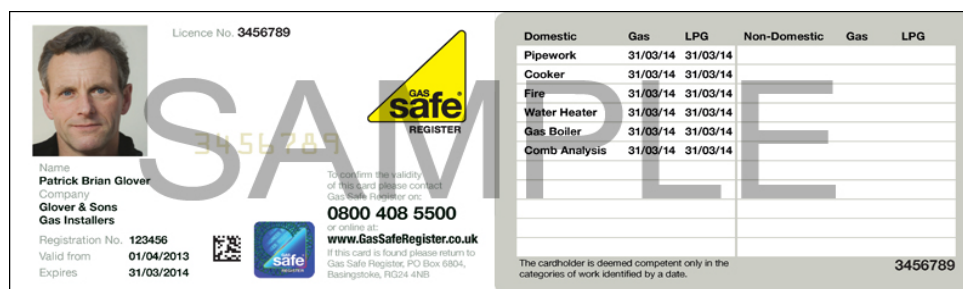 Licence No. 3456789
GAS
safe
REGISTER
3456789
Name
Patrick Brian Glover
Company
Glover & Sons
Gas Installers
Registration No. 123456
Valid from 01/04/2013
Expires 31/03/2014
safe
REGISTER
To confirm the validity
of this card please contact
Gas Safe Register on:
0800 408 5500
or online at:
www.GasSafeRegister.co.uk
If this card is found please return to
Gas Safe Register, PO Box 6804,
Basingstoke, RG24 4NB
SAMPLE
Domestic Gas LPG Non-Domestic Gas LPG
Pipework 31/03/14 31/03/14
Cooker 31/03/14 31/03/14
Fire 31/03/14 31/03/14
Water Heater 31/03/14 31/03/14
Gas Boiler 31/03/14 31/03/14
Comb Analysis 31/03/14 31/03/14
The cardholder is deemed competent only in the
categories of work identified by a date.
3456789